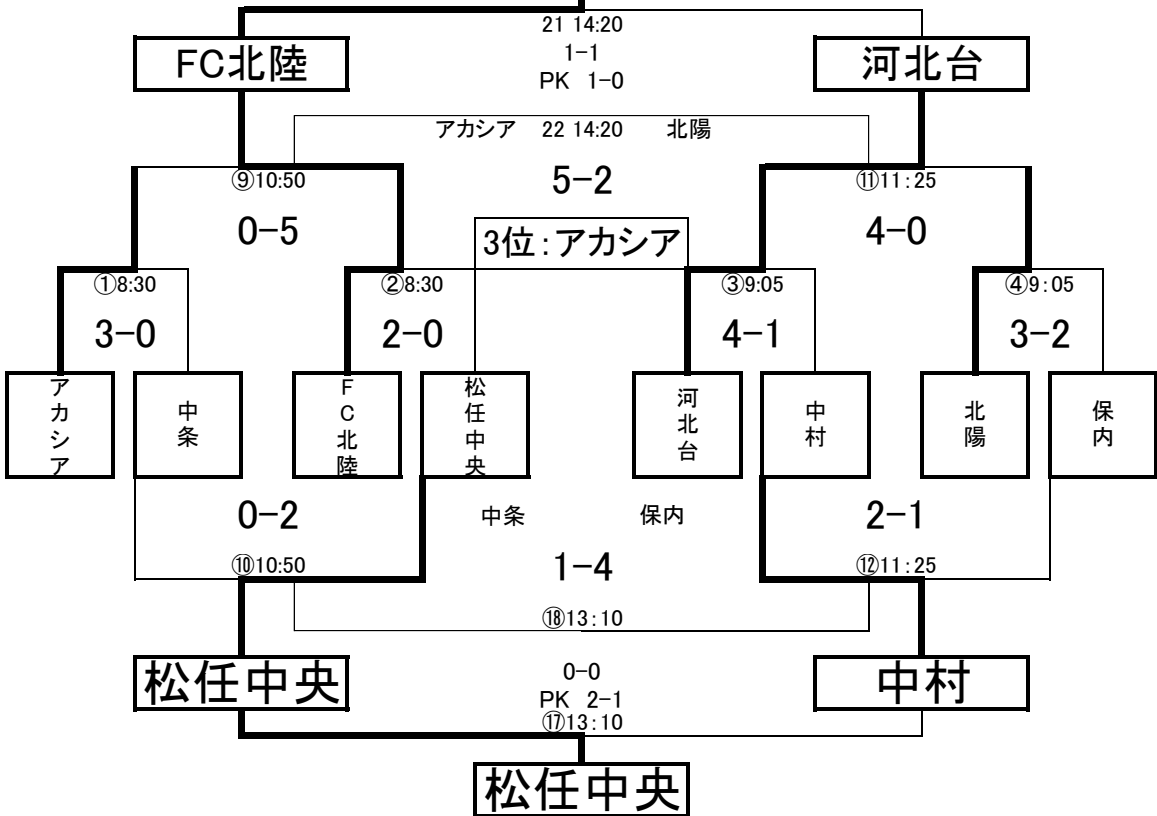 21 14:20
1-1
PK 1-0
FC北陸
河北台
アカシア 22 14:20 北陽
5-2
⑨10:50
⑪11:25
0-5
4-0
3位:アカシア
①8:30
②8:30
③9:05
④9:05
3-0
2-0
4-1
3-2
アカシア
中条
FC北陸
松任中央
河北台
中村
北陽
保内
0-2
中条
保内
2-1
1-4
⑩10:50
⑫11:25
⑱13:10
松任中央
中村
0-0
PK 2-1
⑰13:10
松任中央